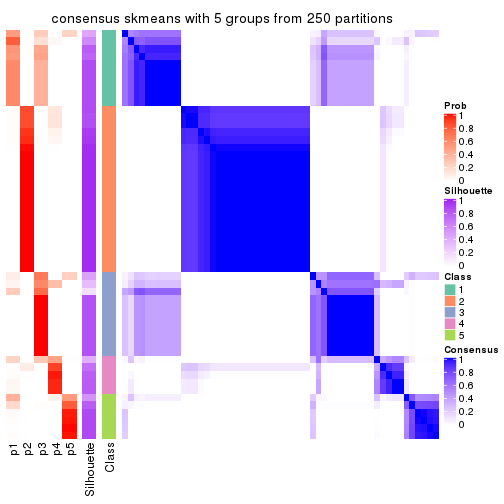 consensus skmeans with 5 groups from 250 partitions
Prob
1
0.8
0.6
0.4
0.2
0
Silhouette
1
0.8
0.6
0.4
0.2
0
Class
1
2
3
4
5
Consensus
1
0.8
0.6
0.4
0.2
0
p1
p2
p3
p4
p5
Silhouette
Class